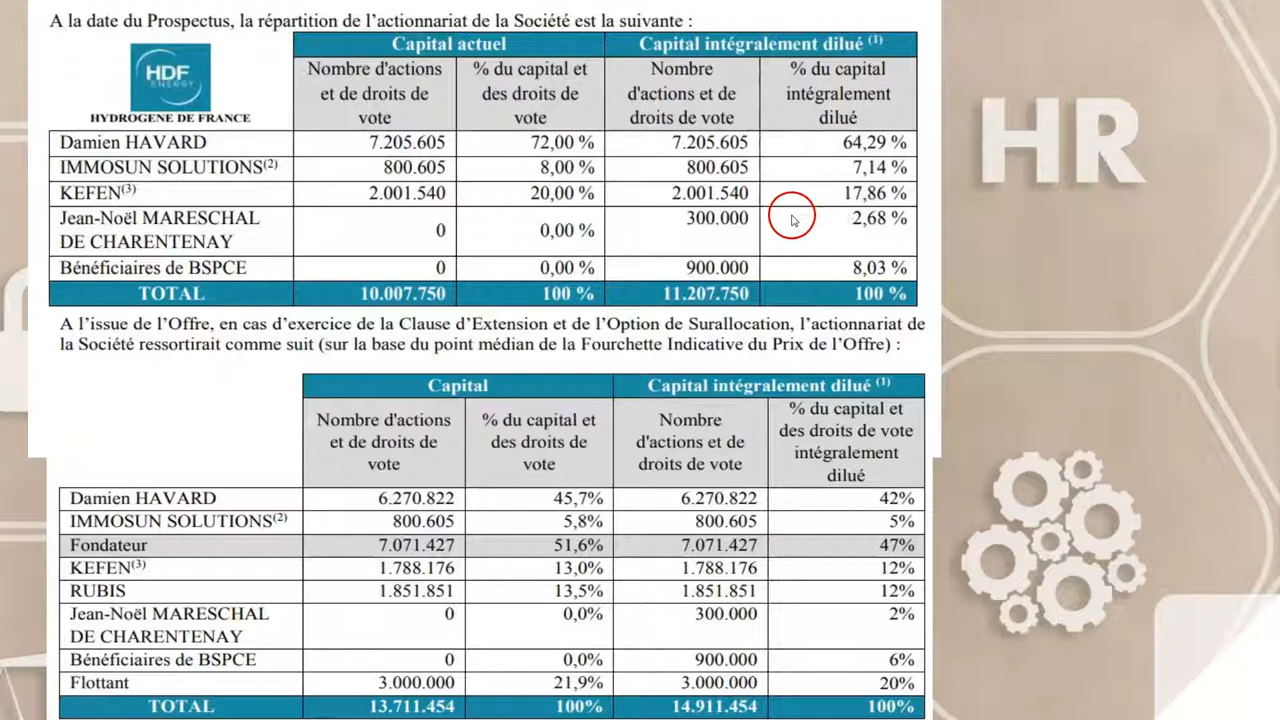 A la date du Prospectus, la répartition de l'actionnariat de la Société est la suivante :
HDF
ENERGY
HYDROGENE DE FRANCE
Capital actuel Capital intégralement dilué (1)
Nombre d'actions et de droits de vote % du capital et des droits de vote Nombre d'actions et de droits de vote % du capital intégralement dilué
Damien HAVARD 7.205.605 72,00 % 7.205.605 64,29 %
IMMOSUN SOLUTIONS(2) 800.605 8,00 % 800.605 7,14 %
KEFEN(3) 2.001.540 20,00 % 2.001.540 17,86 %
Jean-Noël MARESCHAL DE CHARENTENAY 0 0,00 % 300.000 2,68 %
Bénéficiaires de BSPCE 0 0,00 % 900.000 8,03 %
TOTAL 10.007.750 100 % 11.207.750 100 %
A l'issue de l'Offre, en cas d'exercice de la Clause d'Extension et de l'Option de Surallocation, l'actionnariat de
la Société ressortirait comme suit (sur la base du point médian de la Fourchette Indicative du Prix de l'Offre) :
Capital Capital intégralement dilué (1)
Nombre d'actions et de droits de vote % du capital et des droits de vote Nombre d'actions et de droits de vote % du capital et des droits de vote intégralement dilué
Damien HAVARD 6.270.822 45,7% 6.270.822 42%
IMMOSUN SOLUTIONS(2) 800.605 5,8% 800.605 5%
Fondateur 7.071.427 51,6% 7.071.427 47%
KEFEN(3) 1.788.176 13,0% 1.788.176 12%
RUBIS 1.851.851 13,5% 1.851.851 12%
Jean-Noël MARESCHAL DE CHARENTENAY 0 0,0% 300.000 2%
Bénéficiaires de BSPCE 0 0,0% 900.000 6%
Flottant 3.000.000 21,9% 3.000.000 20%
TOTAL 13.711.454 100% 14.911.454 100%
HR